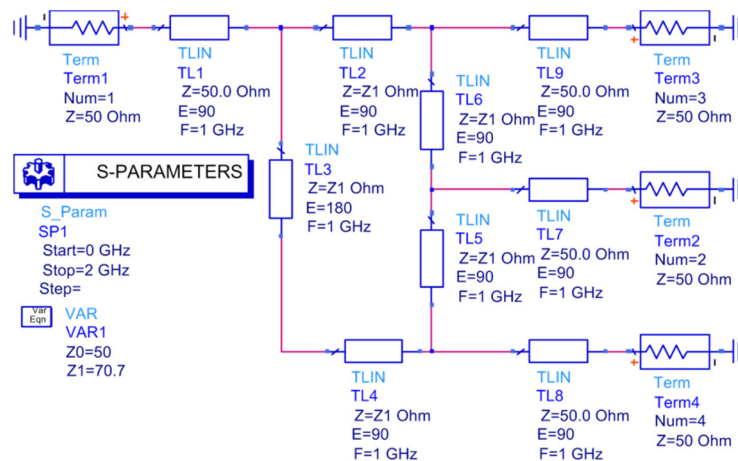 Term
Term1
Num=1
Z=50 Ohm
TLIN
TL1
Z=50.0 Ohm
E=90
F=1 GHz
TLIN
TL2
Z=Z1 Ohm
E=90
F=1 GHz
TLIN
TL9
Z=50.0 Ohm
E=90
F=1 GHz
Term
Term3
Num=3
Z=50 Ohm
TLIN
TL6
Z=Z1 Ohm
E=90
F=1 GHz
TLIN
TL3
Z=Z1 Ohm
E=180
F=1 GHz
S-PARAMETERS
S_Param
SP1
Start=0 GHz
Stop=2 GHz
Step=
Var
Eqn
VAR
VAR1
Z0=50
Z1=70.7
TLIN
TL5
Z=Z1 Ohm
E=90
F=1 GHz
TLIN
TL7
Z=50.0 Ohm
E=90
F=1 GHz
Term
Term2
Num=2
Z=50 Ohm
TLIN
TL4
Z=Z1 Ohm
E=90
F=1 GHz
TLIN
TL8
Z=50.0 Ohm
E=90
F=1 GHz
Term
Term4
Num=4
Z=50 Ohm